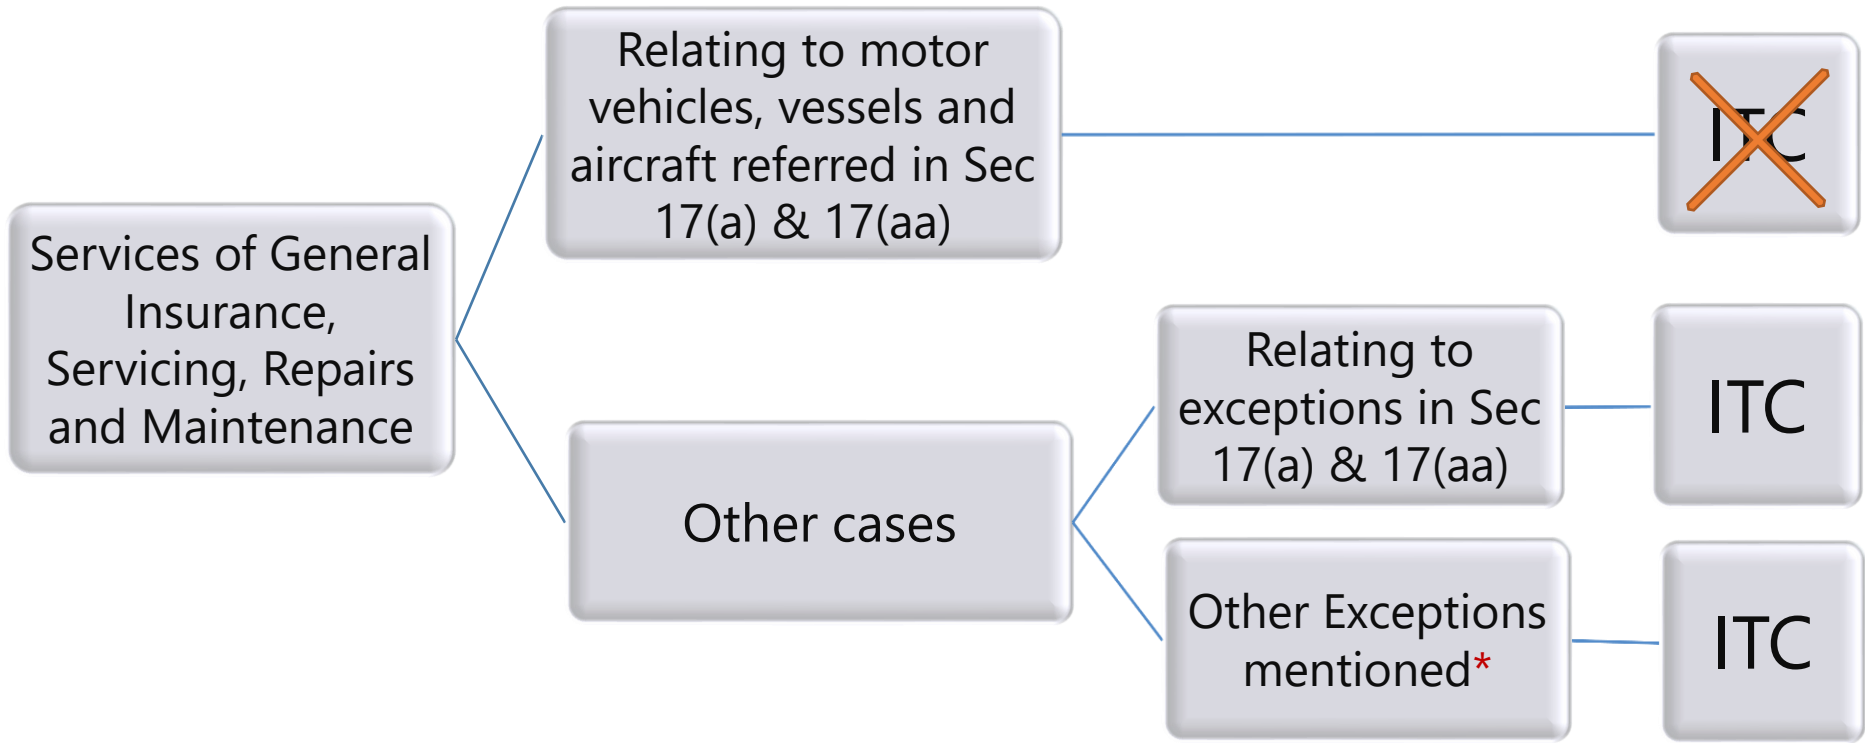 Services of General
Insurance,
Servicing, Repairs
and Maintenance
Relating to motor
vehicles, vessels and
aircraft referred in Sec
17(a) & 17(aa)
ITC
Other cases
Relating to
exceptions in Sec
17(a) & 17(aa)
ITC
Other Exceptions
mentioned*
ITC